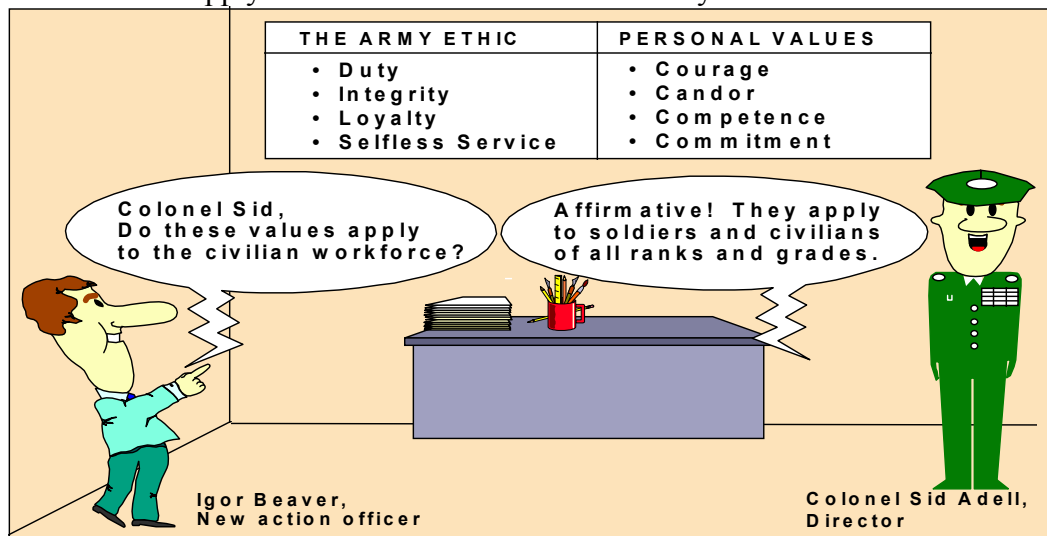 apply
THE ARMY ETHIC
• Duty
• Integrity
• Loyalty
• Selfless Service
PERSONAL VALUES
• Courage
• Candor
• Competence
• Commitment
Colonel Sid,
Do these values apply
to the civilian workforce?
Affirmative! They apply
to soldiers and civilians
of all ranks and grades.
Igor Beaver,
New action officer
Colonel Sid Adell,
Director